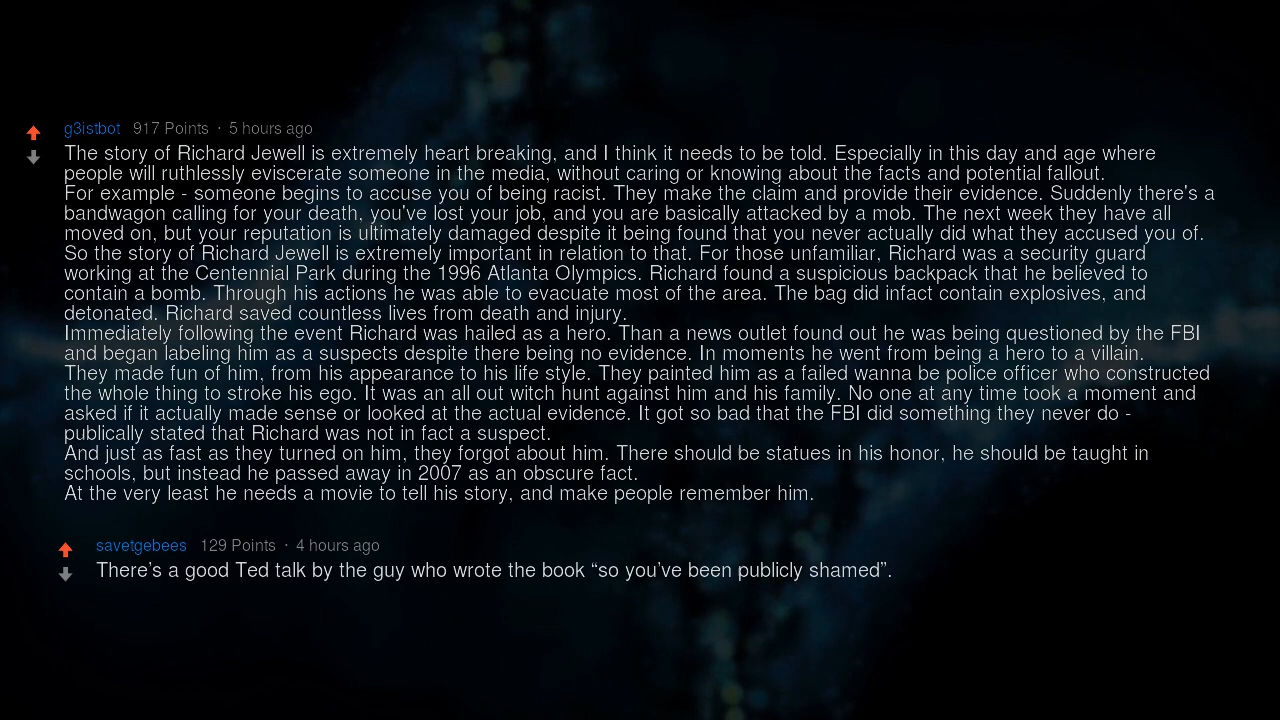 g3istbot 917 Points · 5 hours ago
The story of Richard Jewell is extremely heart breaking, and I think it needs to be told. Especially in this day and age where
people will ruthlessly eviscerate someone in the media, without caring or knowing about the facts and potential fallout.
For example - someone begins to accuse you of being racist. They make the claim and provide their evidence. Suddenly there's a
bandwagon calling for your death, you've lost your job, and you are basically attacked by a mob. The next week they have all
moved on, but your reputation is ultimately damaged despite it being found that you never actually did what they accused you of.
So the story of Richard Jewell is extremely important in relation to that. For those unfamiliar, Richard was a security guard
working at the Centennial Park during the 1996 Atlanta Olympics. Richard found a suspicious backpack that he believed to
contain a bomb. Through his actions he was able to evacuate most of the area. The bag did infact contain explosives, and
detonated. Richard saved countless lives from death and injury.
Immediately following the event Richard was hailed as a hero. Than a news outlet found out he was being questioned by the FBI
and began labeling him as a suspects despite there being no evidence. In moments he went from being a hero to a villain.
They made fun of him, from his appearance to his life style. They painted him as a failed wanna be police officer who constructed
the whole thing to stroke his ego. It was an all out witch hunt against him and his family. No one at any time took a moment and
asked if it actually made sense or looked at the actual evidence. It got so bad that the FBI did something they never do -
publically stated that Richard was not in fact a suspect.
And just as fast as they turned on him, they forgot about him. There should be statues in his honor, he should be taught in
schools, but instead he passed away in 2007 as an obscure fact.
At the very least he needs a movie to tell his story, and make people remember him.
savetgebees 129 Points · 4 hours ago
There’s a good Ted talk by the guy who wrote the book “so you’ve been publicly shamed”.